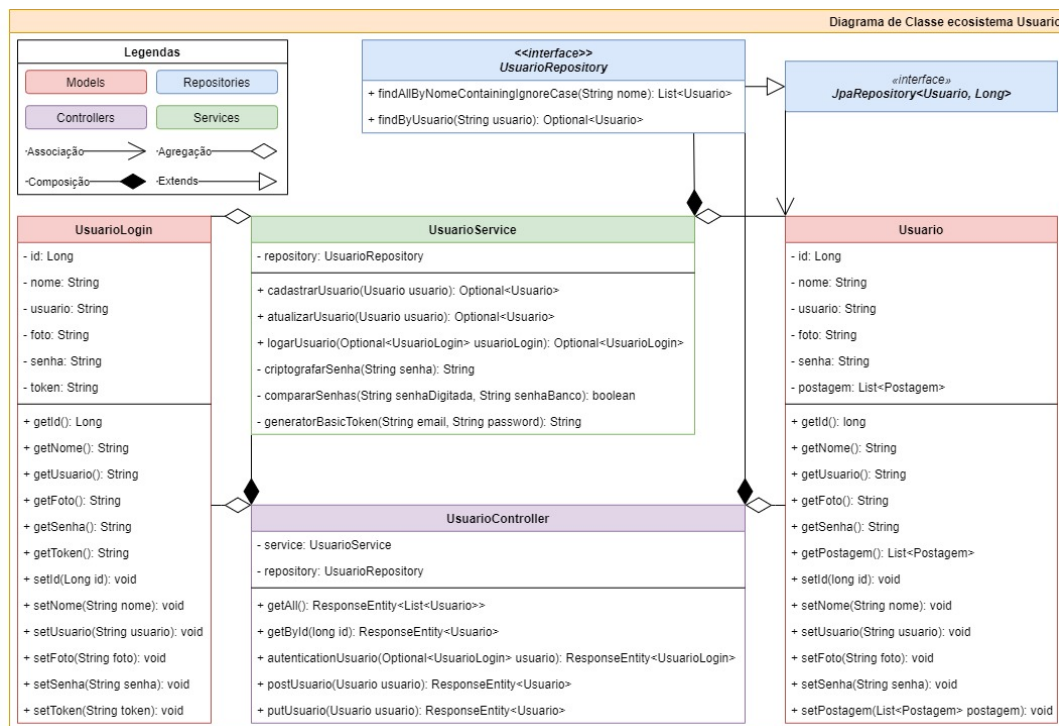 Diagrama de Classe ecosistema Usuario
Legendas
Models
Repositories
Controllers
Services
Associação
Agregação
Composição
Extends
<<interface>>
UsuarioRepository
+ findAllByNomeContainingIgnoreCase(String nome): List<Usuario>
+ findByUsuario(String usuario): Optional<Usuario>
«interface»
JpaRepository<Usuario, Long>
UsuarioLogin
- id: Long
- nome: String
- usuario: String
- foto: String
- senha: String
- token: String
+ getId(): Long
+ getNome(): String
+ getUsuario(): String
+ getFoto(): String
+ getSenha(): String
+ getToken(): String
+ setId(Long id): void
+ setNome(String nome): void
+ setUsuario(String usuario): void
+ setFoto(String foto): void
+ setSenha(String senha): void
+ setToken(String token): void
UsuarioService
- repository: UsuarioRepository
+ cadastrarUsuario(Usuario usuario): Optional<Usuario>
+ atualizarUsuario(Usuario usuario): Optional<Usuario>
+ logarUsuario(Optional<UsuarioLogin> usuarioLogin): Optional<UsuarioLogin>
- criptografarSenha(String senha): String
- compararSenhas(String senhaDigitada, String senhaBanco): boolean
- generatorBasicToken(String email, String password): String
UsuarioController
- service: UsuarioService
- repository: UsuarioRepository
+ getAll(): ResponseEntity<List<Usuario>>
+ getById(long id): ResponseEntity<Usuario>
+ autenticationUsuario(Optional<UsuarioLogin> usuario): ResponseEntity<UsuarioLogin>
+ postUsuario(Usuario usuario): ResponseEntity<Usuario>
+ putUsuario(Usuario usuario): ResponseEntity<Usuario>
Usuario
- id: Long
- nome: String
- usuario: String
- foto: String
- senha: String
- postagem: List<Postagem>
+ getId(): long
+ getNome(): String
+ getUsuario(): String
+ getFoto(): String
+ getSenha(): String
+ getPostagem(): List<Postagem>
+ setId(long id): void
+ setNome(String nome): void
+ setUsuario(String usuario): void
+ setFoto(String foto): void
+ setSenha(String senha): void
+ setPostagem(List<Postagem> postagem): void